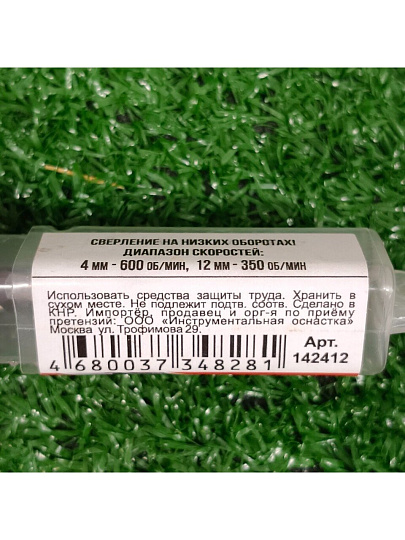 СВЕРЛЕНИЕ НА НИЗКИХ ОБОРОТАХ!
ДИАПАЗОН СКОРОСТЕЙ:
4 ММ - 600 ОБ/МИН, 12 ММ - 350 ОБ/МИН
Использовать средства защиты труда. Хранить в
сухом месте. Не подлежит подтв. соотв. Сделано в
КНР. Импортёр, продавец и орг-я по приёму
претензий: ООО «Инструментальная оснастка»
Москва ул. Трофимова 29.
Арт.
142412
4 680037 348281